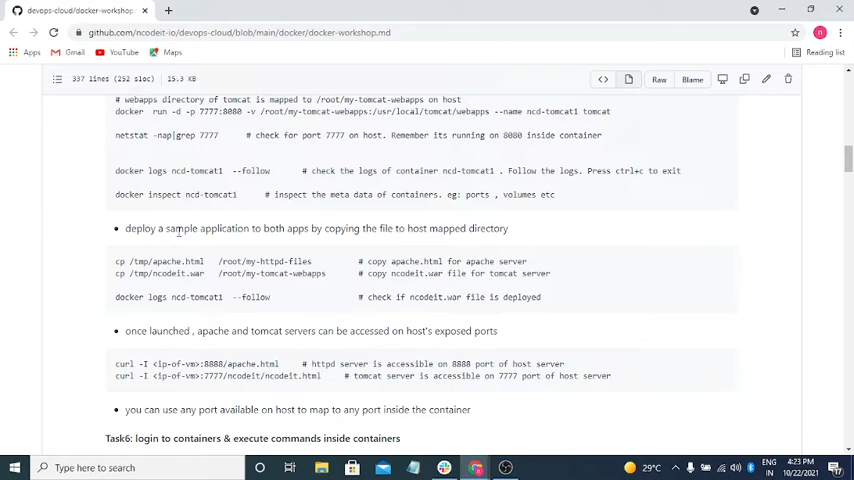 devops-cloud/docker-workshop.md
github.com/ncodeit-io/devops-cloud/blob/main/docker/docker-workshop.md
n
Apps Gmail YouTube Maps Reading list
337 lines (252 sloc) 15.3 KB Raw Blame
# webapps directory of tomcat is mapped to /root/my-tomcat-webapps on host
docker run -d -p 7777:8080 -v /root/my-tomcat-webapps:/usr/local/tomcat/webapps --name ncd-tomcat1 tomcat
netstat -nap|grep 7777 # check for port 7777 on host. Remember its running on 8080 inside container
docker logs ncd-tomcat1 --follow # check the logs of container ncd-tomcat1 . Follow the logs. Press ctrl+c to exit
docker inspect ncd-tomcat1 # inspect the meta data of containers. eg: ports , volumes etc
• deploy a sample application to both apps by copying the file to host mapped directory
cp /tmp/apache.html /root/my-httpd-files # copy apache.html for apache server
cp /tmp/ncodeit.war /root/my-tomcat-webapps # copy ncodeit.war file for tomcat server
docker logs ncd-tomcat1 --follow # check if ncodeit.war file is deployed
• once launched , apache and tomcat servers can be accessed on host's exposed ports
curl -I <ip-of-vm>:8888/apache.html # httpd server is accessible on 8888 port of host server
curl -I <ip-of-vm>:7777/ncodeit/ncodeit.html # tomcat server is accessible on 7777 port of host server
• you can use any port available on host to map to any port inside the container
Task6: login to containers & execute commands inside containers
Type here to search
29°C
ENG
IN
4:23 PM
10/22/2021
17